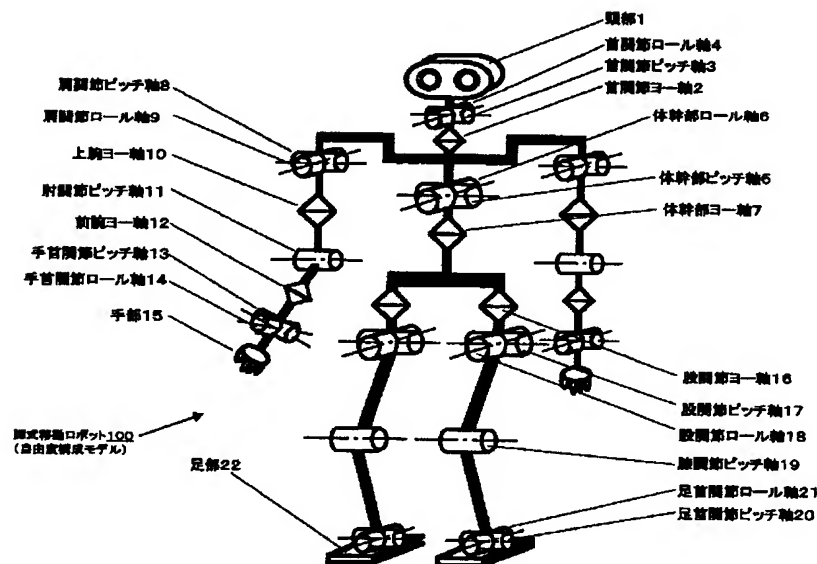 頭部1
首関節ロール軸4
首関節ピッチ軸3
首関節ヨー軸2
体幹部ロール軸6
体幹部ピッチ軸5
体幹部ヨー軸7
肩関節ピッチ軸8
肩関節ロール軸9
上腕ヨー軸10
肘関節ピッチ軸11
前腕ヨー軸12
手首関節ピッチ軸13
手首関節ロール軸14
手部15
股関節ヨー軸16
股関節ピッチ軸17
股関節ロール軸18
脚式移動ロボット100
(自由度構成モデル)
膝関節ピッチ軸19
足部22
足首関節ロール軸21
足首関節ピッチ軸20